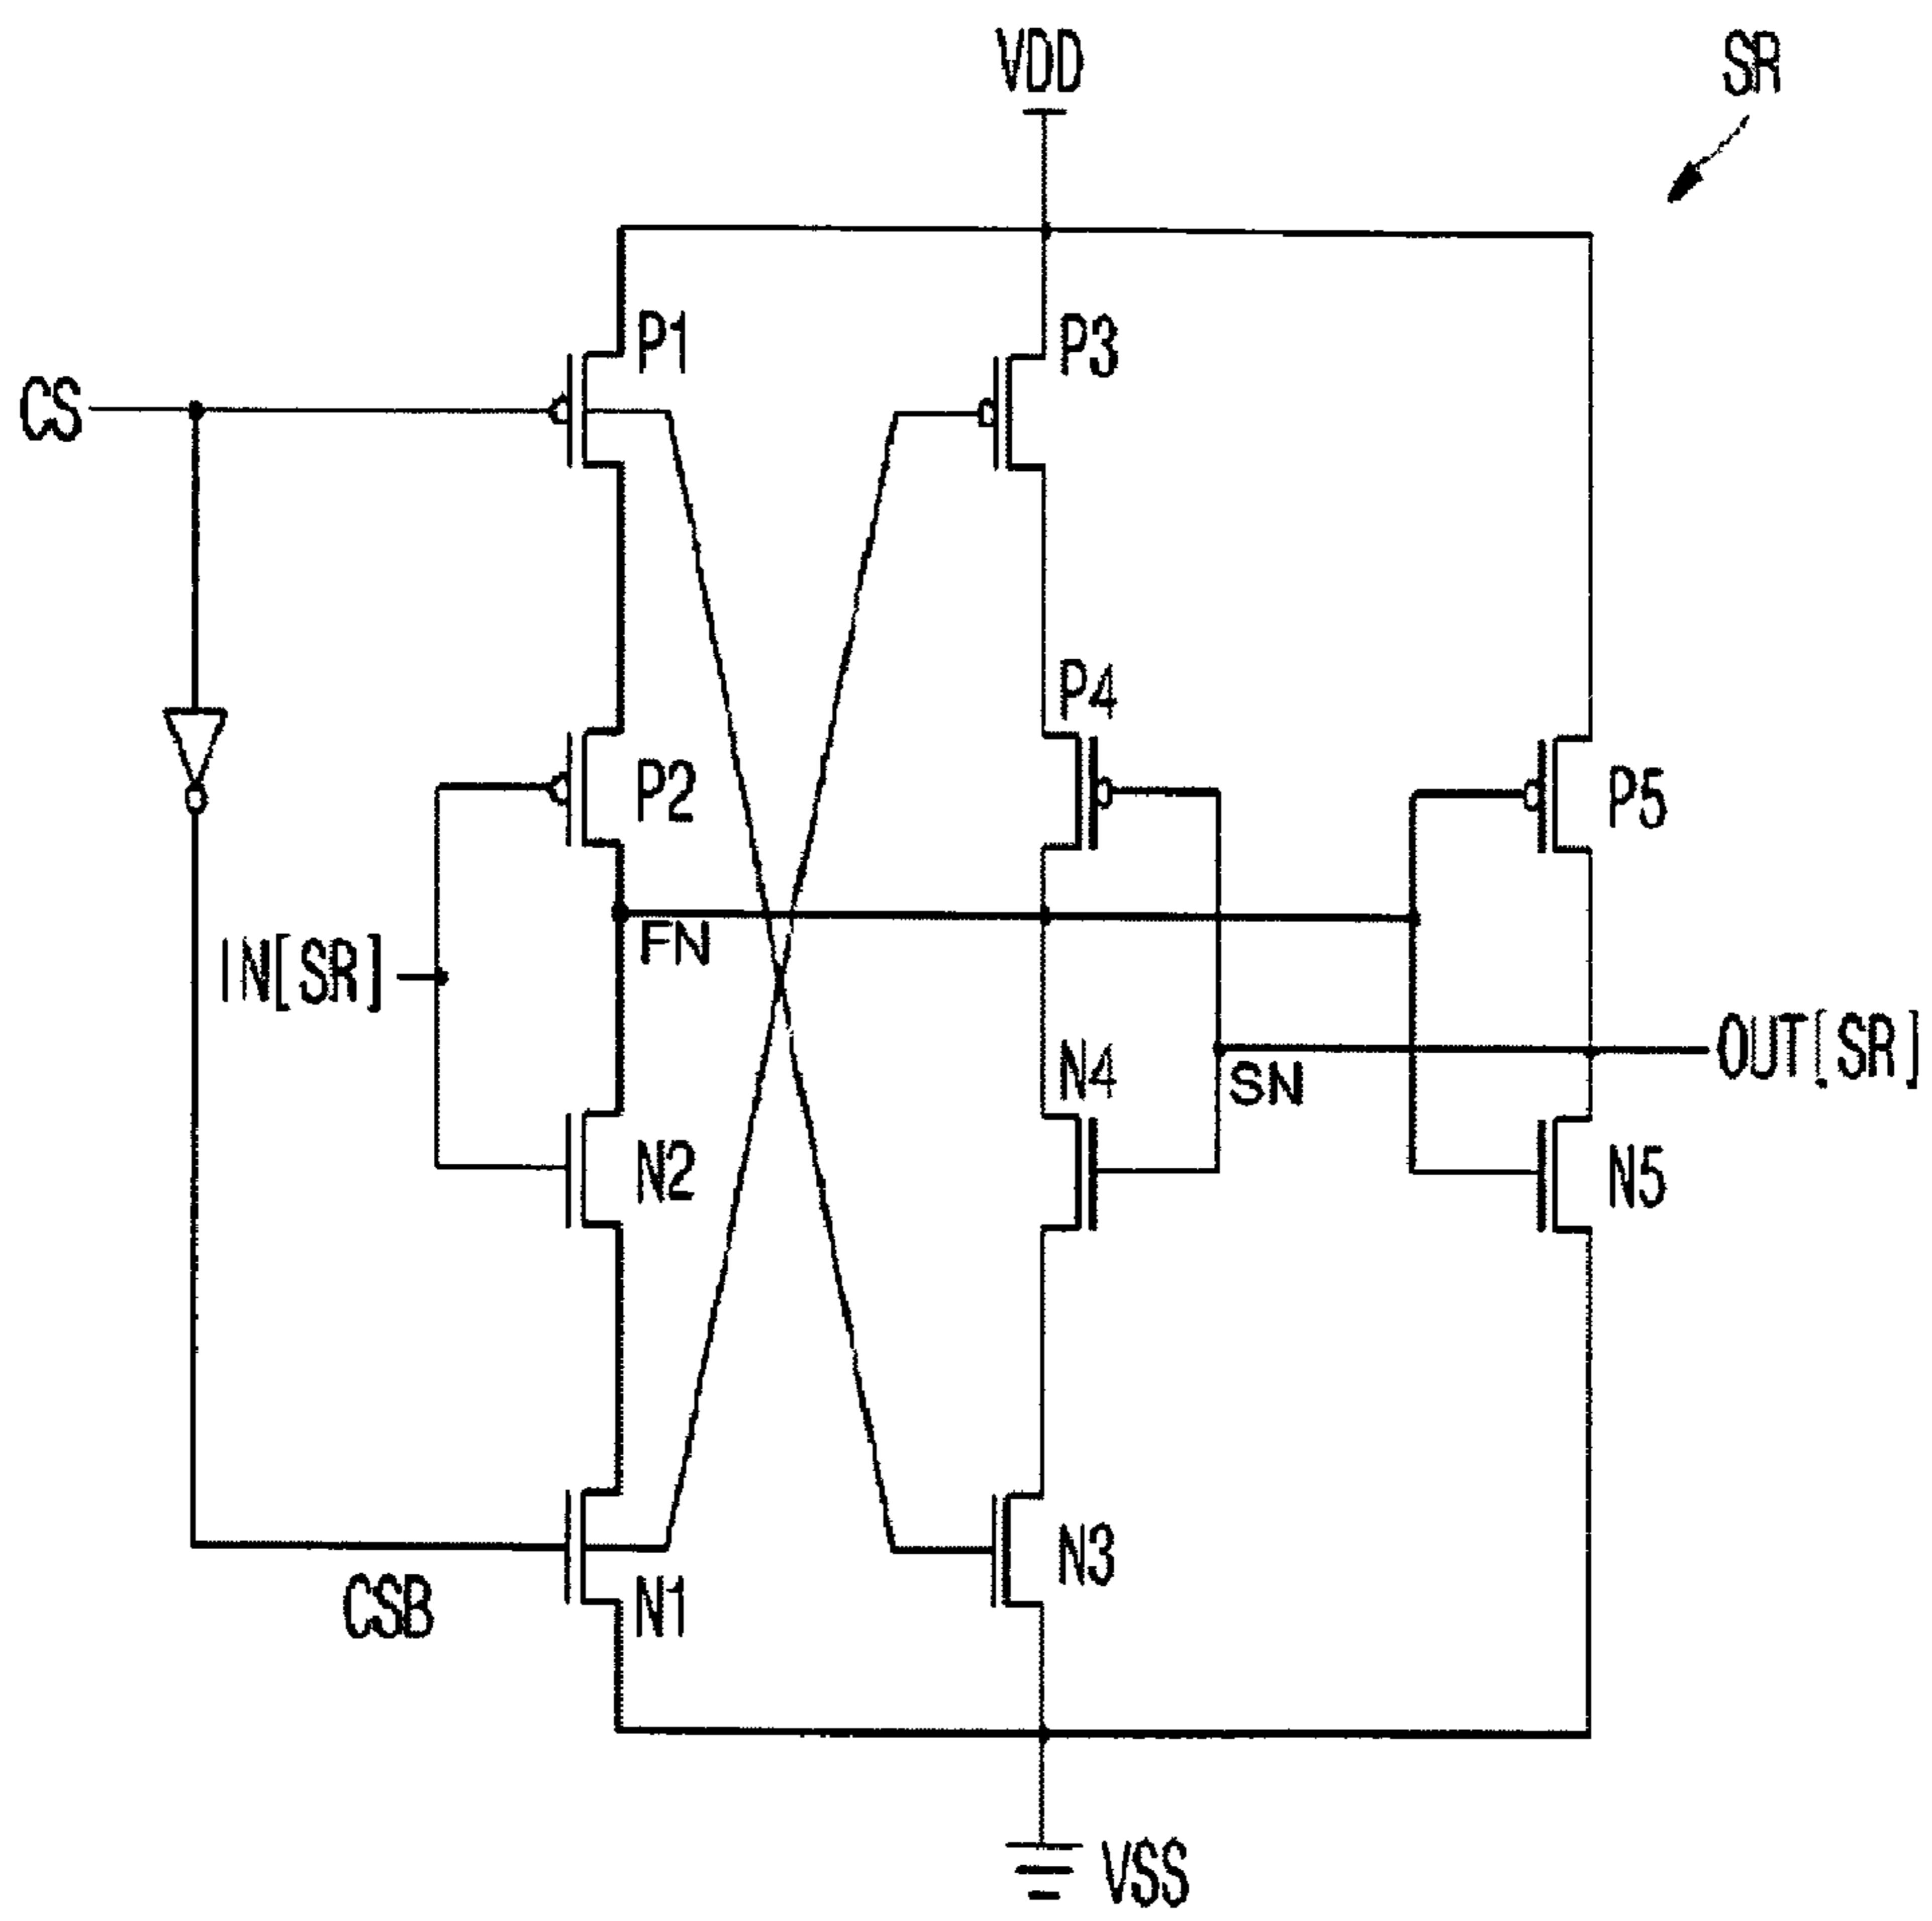 VDD
SR
P1
P3
CS
P4
P2
P5
FN
IN[SR]
OUT[SR]
N4
SN
N2
N5
N3
CSB
N1
VSS